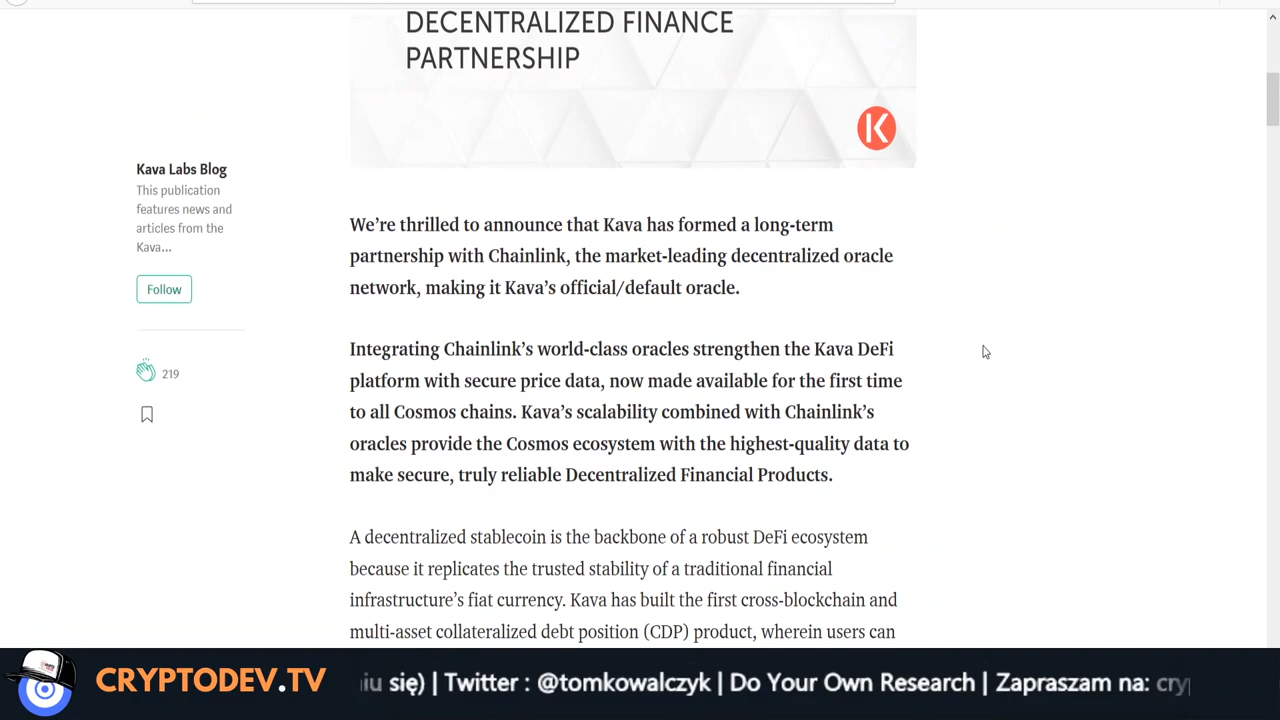 DECENTRALIZED FINANCE
PARTNERSHIP
Kava Labs Blog
This publication
features news and
articles from the
Kava...
Follow
219
We're thrilled to announce that Kava has formed a long-term
partnership with Chainlink, the market-leading decentralized oracle
network, making it Kava's official/default oracle.
Integrating Chainlink's world-class oracles strengthen the Kava DeFi
platform with secure price data, now made available for the first time
to all Cosmos chains. Kava's scalability combined with Chainlink's
oracles provide the Cosmos ecosystem with the highest-quality data to
make secure, truly reliable Decentralized Financial Products.
A decentralized stablecoin is the backbone of a robust DeFi ecosystem
because it replicates the trusted stability of a traditional financial
infrastructure's fiat currency. Kava has built the first cross-blockchain and
multi-asset collateralized debt position (CDP) product, wherein users can
CRYPTODEV.TV
się) | Twitter : @tomkowalczyk | Do Your Own Research | Zapraszam na: